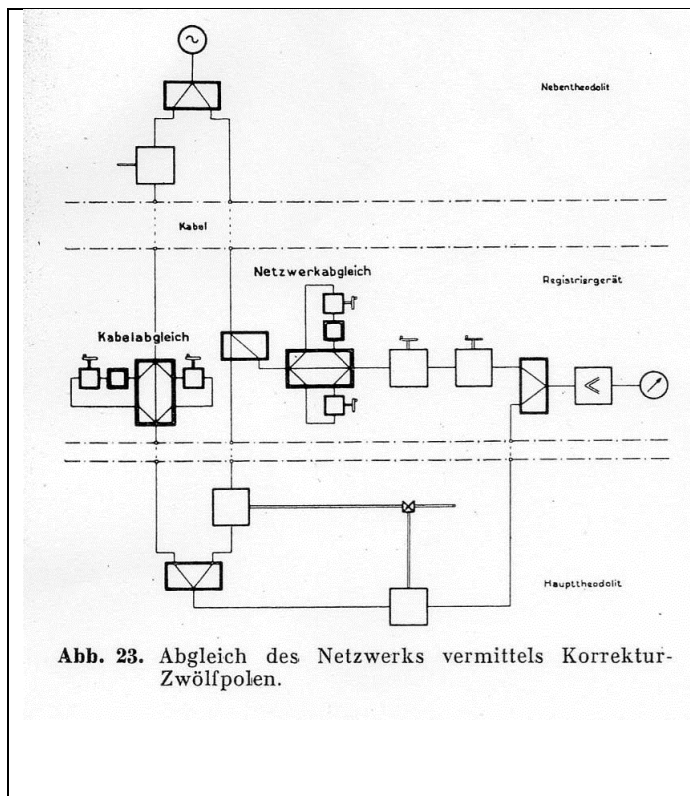 Nebentheodolit
Kabel
Netzwerkabgleich
Registriergerät
Kabelabgleich
Haupttheodolit
Abb. 23. Abgleich des Netzwerks vermittels Korrektur-
Zwölfpolen.